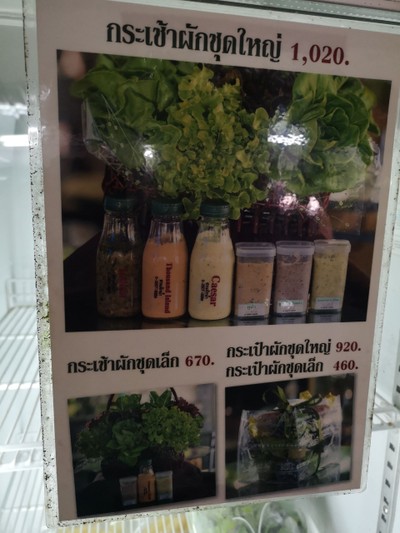 กระเช้าผักชุดใหญ่ 1,020.
Thousand Island
Caesar
กระเช้าผักชุดเล็ก 670.
กระเป๋าผักชุดใหญ่ 920.
กระเป๋าผักชุดเล็ก 460.